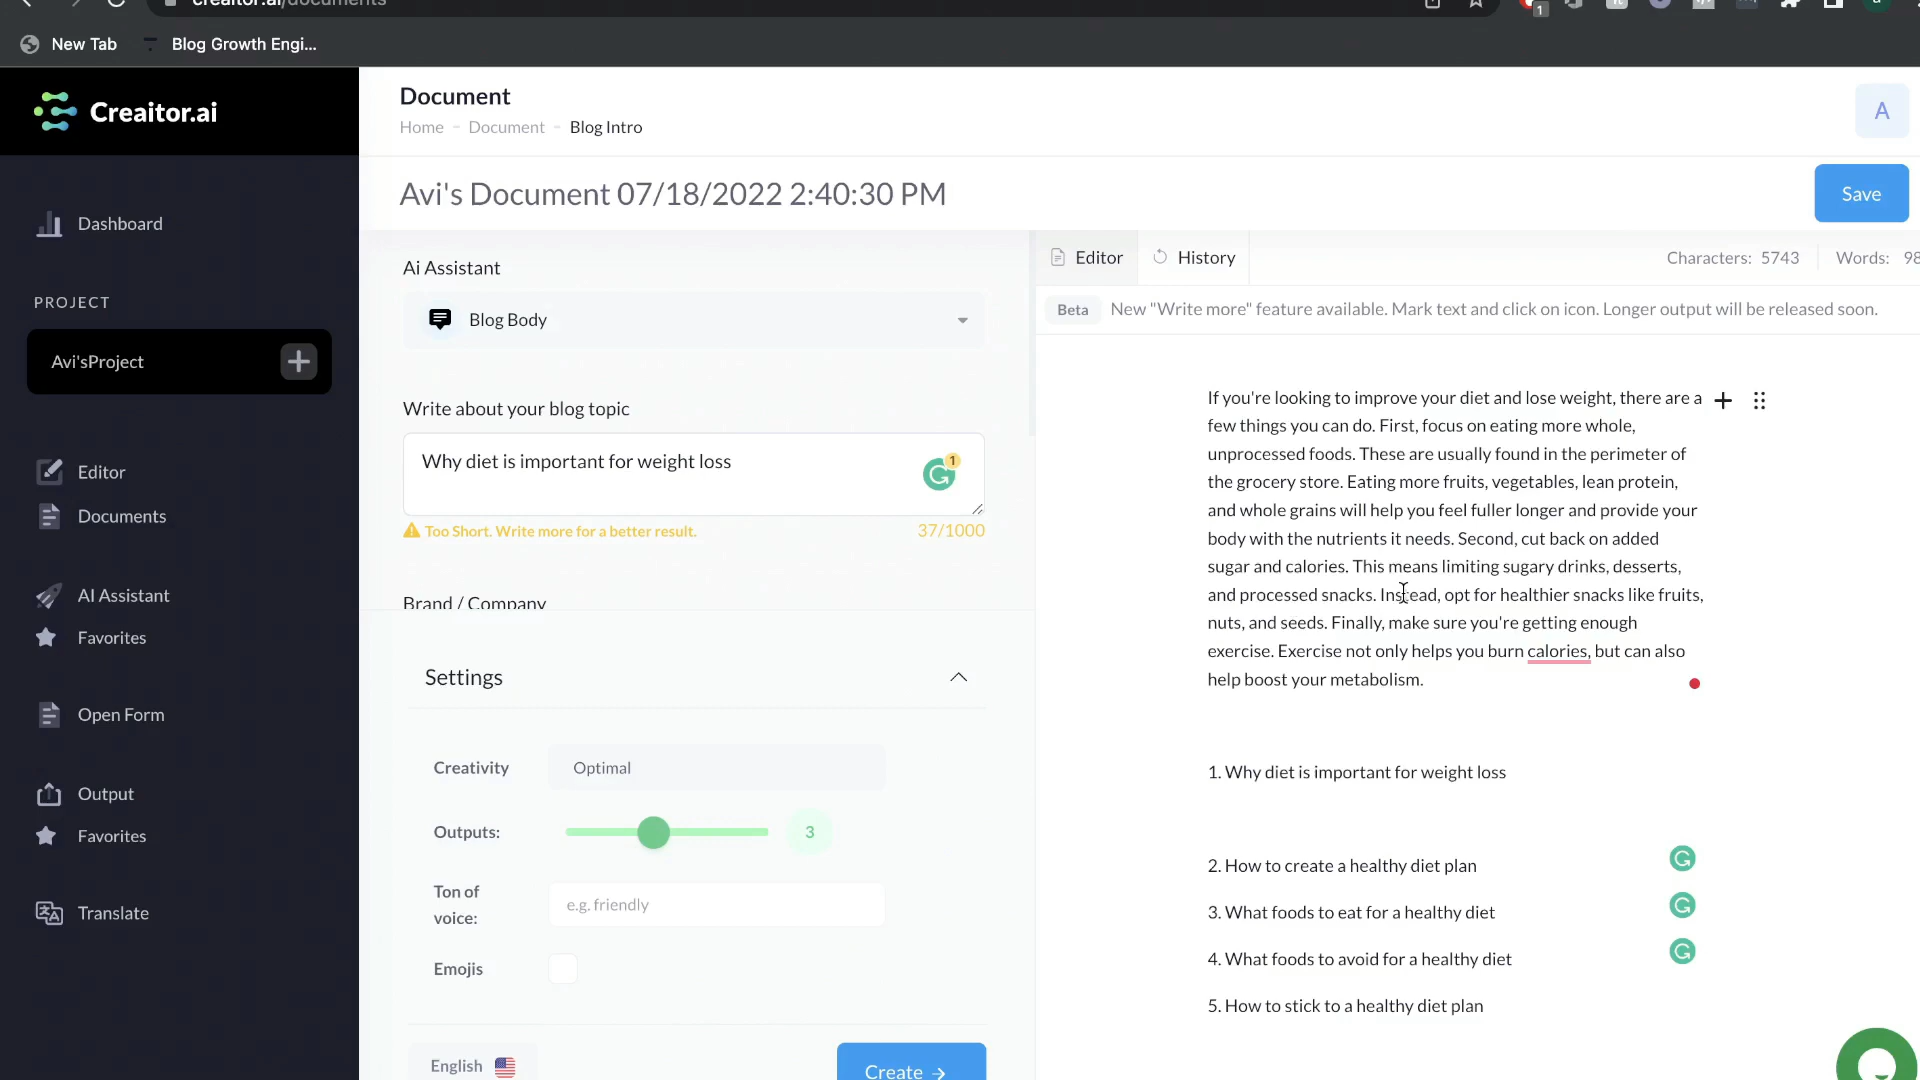 creaitor.ai/documents
1
New Tab
Blog Growth Engi...
Creaitor.ai
Document
Home - Document - Blog Intro
A
Avi's Document 07/18/2022 2:40:30 PM
Save
Dashboard
PROJECT
Avi'sProject
Editor
Documents
AI Assistant
Favorites
Open Form
Output
Favorites
Translate
Ai Assistant
Blog Body
Write about your blog topic
Why diet is important for weight loss
1
Too Short. Write more for a better result.
37/1000
Brand / Company
Settings
Creativity
Optimal
Outputs:
3
Ton of
voice:
e.g. friendly
Emojis
English
Create →
Editor
History
Characters: 5743
Words: 98
Beta
New "Write more" feature available. Mark text and click on icon. Longer output will be released soon.
If you're looking to improve your diet and lose weight, there are a
few things you can do. First, focus on eating more whole,
unprocessed foods. These are usually found in the perimeter of
the grocery store. Eating more fruits, vegetables, lean protein,
and whole grains will help you feel fuller longer and provide your
body with the nutrients it needs. Second, cut back on added
sugar and calories. This means limiting sugary drinks, desserts,
and processed snacks. Instead, opt for healthier snacks like fruits,
nuts, and seeds. Finally, make sure you're getting enough
exercise. Exercise not only helps you burn calories, but can also
help boost your metabolism.
1. Why diet is important for weight loss
2. How to create a healthy diet plan
3. What foods to eat for a healthy diet
4. What foods to avoid for a healthy diet
5. How to stick to a healthy diet plan